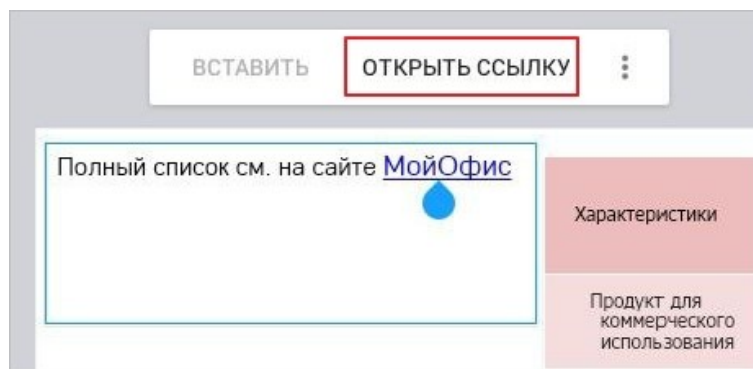 ВСТАВИТЬ ОТКРЫТЬ ССЫЛКУ
Полный список см. на сайте МойОфис
Характеристики
Продукт для
коммерческого
использования